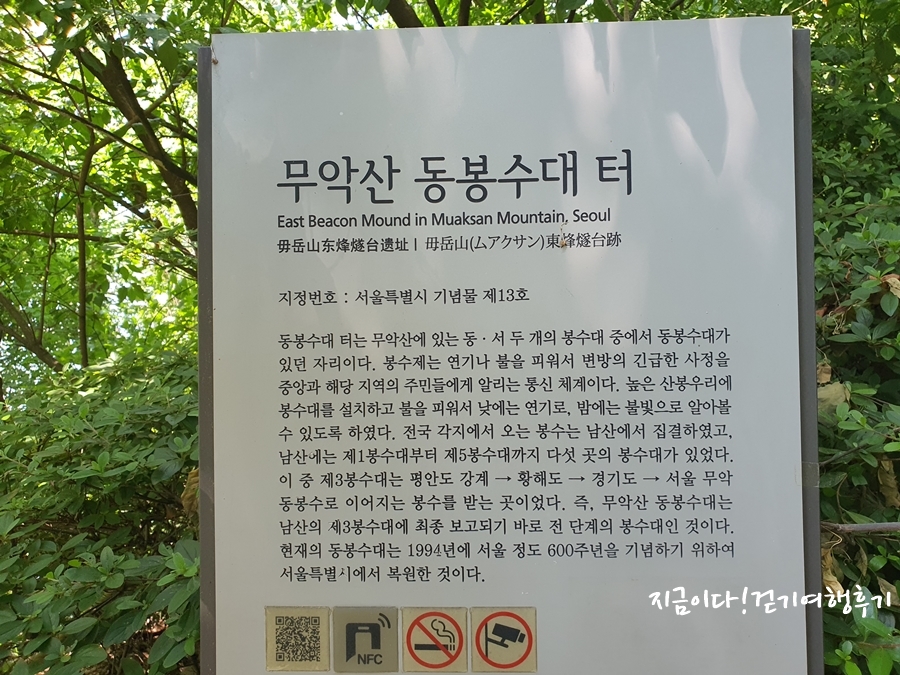 무악산 동봉수대 터
East Beacon Mound in Muaksan Mountain, Seoul
毋岳山东烽燧台遗址 | 毋岳山(ムアクサン)東烽燧台跡
지정번호 : 서울특별시 기념물 제13호
동봉수대 터는 무악산에 있는 동·서 두 개의 봉수대 중에서 동봉수대가
있던 자리이다. 봉수제는 연기나 불을 피워서 변방의 긴급한 사정을
중앙과 해당 지역의 주민들에게 알리는 통신 체계이다. 높은 산봉우리에
봉수대를 설치하고 불을 피워서 낮에는 연기로, 밤에는 불빛으로 알아볼
수 있도록 하였다. 전국 각지에서 오는 봉수는 남산에서 집결하였고,
남산에는 제1봉수대부터 제5봉수대까지 다섯 곳의 봉수대가 있었다.
이 중 제3봉수대는 평안도 강계 → 황해도 → 경기도 → 서울 무악
동봉수로 이어지는 봉수를 받는 곳이었다. 즉, 무악산 동봉수대는
남산의 제3봉수대에 최종 보고되기 바로 전 단계의 봉수대인 것이다.
현재의 동봉수대는 1994년에 서울 정도 600주년을 기념하기 위하여
서울특별시에서 복원한 것이다.
지금이다!걷기여행후기
NFC